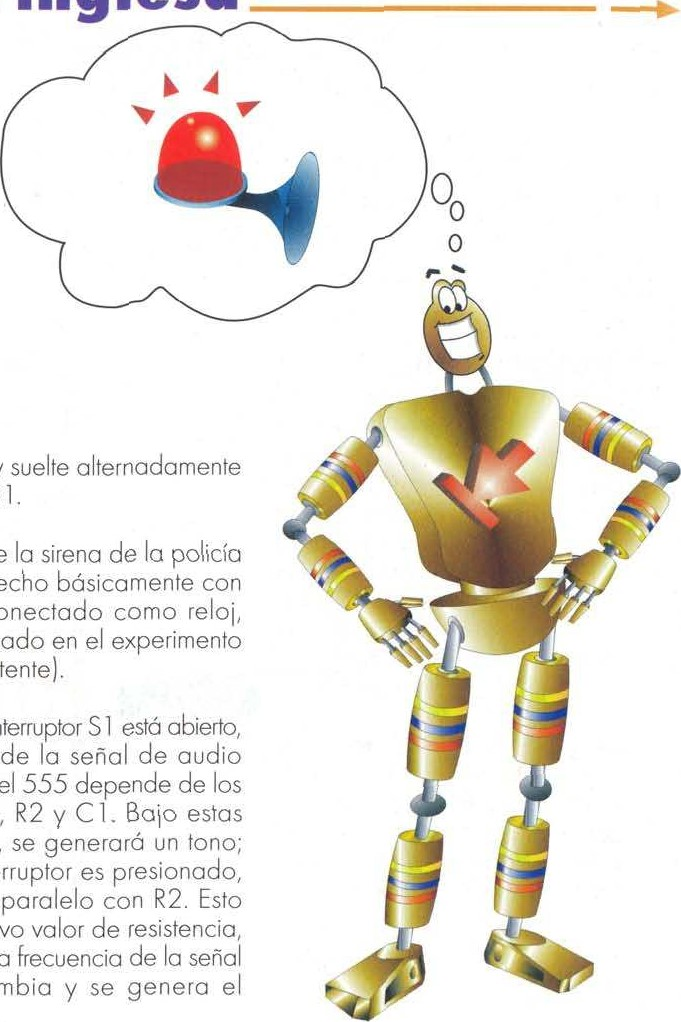 Inglesa
y suelte alternadamente
1.
e la sirena de la policía
echo básicamente con
onectado como reloj,
ado en el experimento
tente).
nterruptor S1 está abierto,
de la señal de audio
el 555 depende de los
, R2 y C1. Bajo estas
, se generará un tono;
rruptor es presionado,
paralelo con R2. Esto
vo valor de resistencia,
a frecuencia de la señal
mbia y se genera el